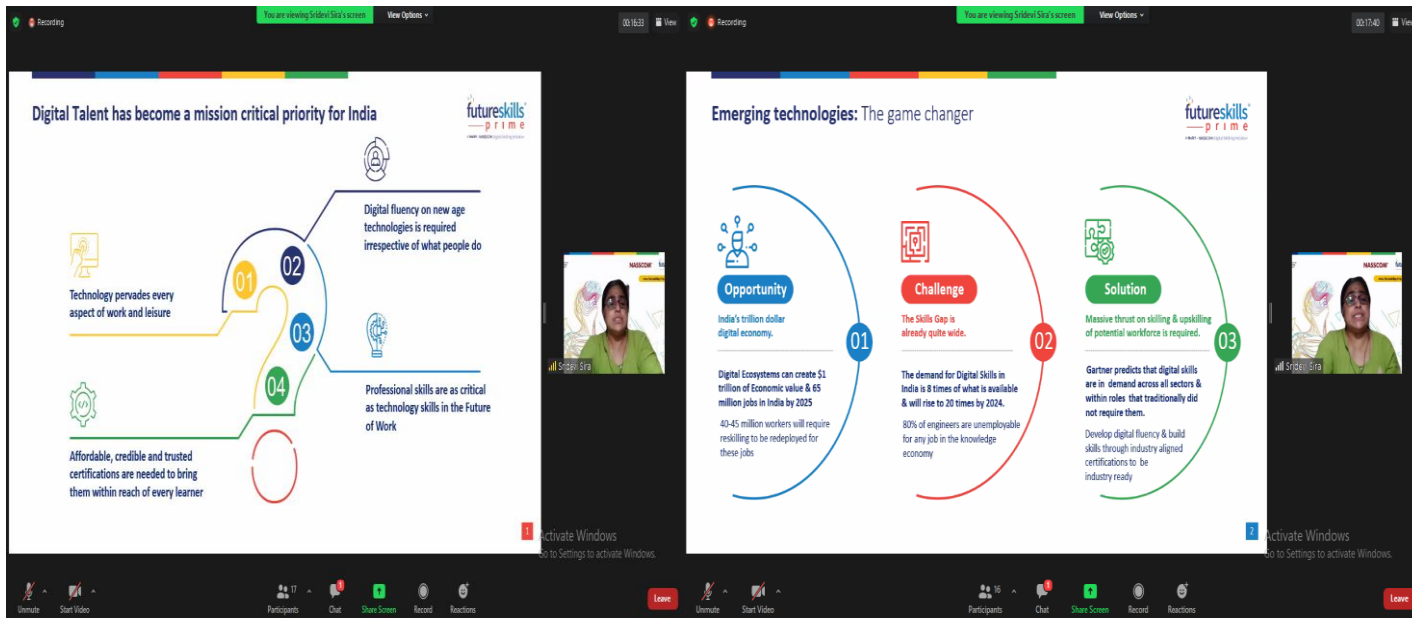 Recording
You are viewing Sridevi Sira's screen
View Options
00:16:33
View
Digital Talent has become a mission critical priority for India
futureskills
prime
Digital fluency on new age
technologies is required
irrespective of what people do
01
02
Technology pervades every
aspect of work and leisure
03
04
Professional skills are as critical
as technology skills in the Future
of Work
Affordable, credible and trusted
certifications are needed to bring
them within reach of every learner
1
NASSCOM
Sridevi Sira
Activate Windows
Go to Settings to activate Windows.
Unmute
Start Video
17
Participants
1
Chat
Share Screen
Record
Reactions
Leave
Recording
You are viewing Sridevi Sira's screen
View Options
00:17:40
View
Emerging technologies: The game changer
futureskills
prime
Opportunity
India's trillion dollar
digital economy.
01
Digital Ecosystems can create $1
trillion of Economic value & 65
million jobs in India by 2025
40-45 million workers will require
reskilling to be redeployed for
these jobs
Challenge
The Skills Gap is
already quite wide.
02
The demand for Digital Skills in
India is 8 times of what is available
& will rise to 20 times by 2024.
80% of engineers are unemployable
for any job in the knowledge
economy
Solution
Massive thrust on skilling & upskilling
of potential workforce is required.
03
Gartner predicts that digital skills
are in demand across all sectors &
within roles that traditionally did
not require them.
Develop digital fluency & build
skills through industry aligned
certifications to be
industry ready
2
NASSCOM
Sridevi Sira
Activate Windows
Go to Settings to activate Windows.
Unmute
Start Video
16
Participants
1
Chat
Share Screen
Record
Reactions
Leave